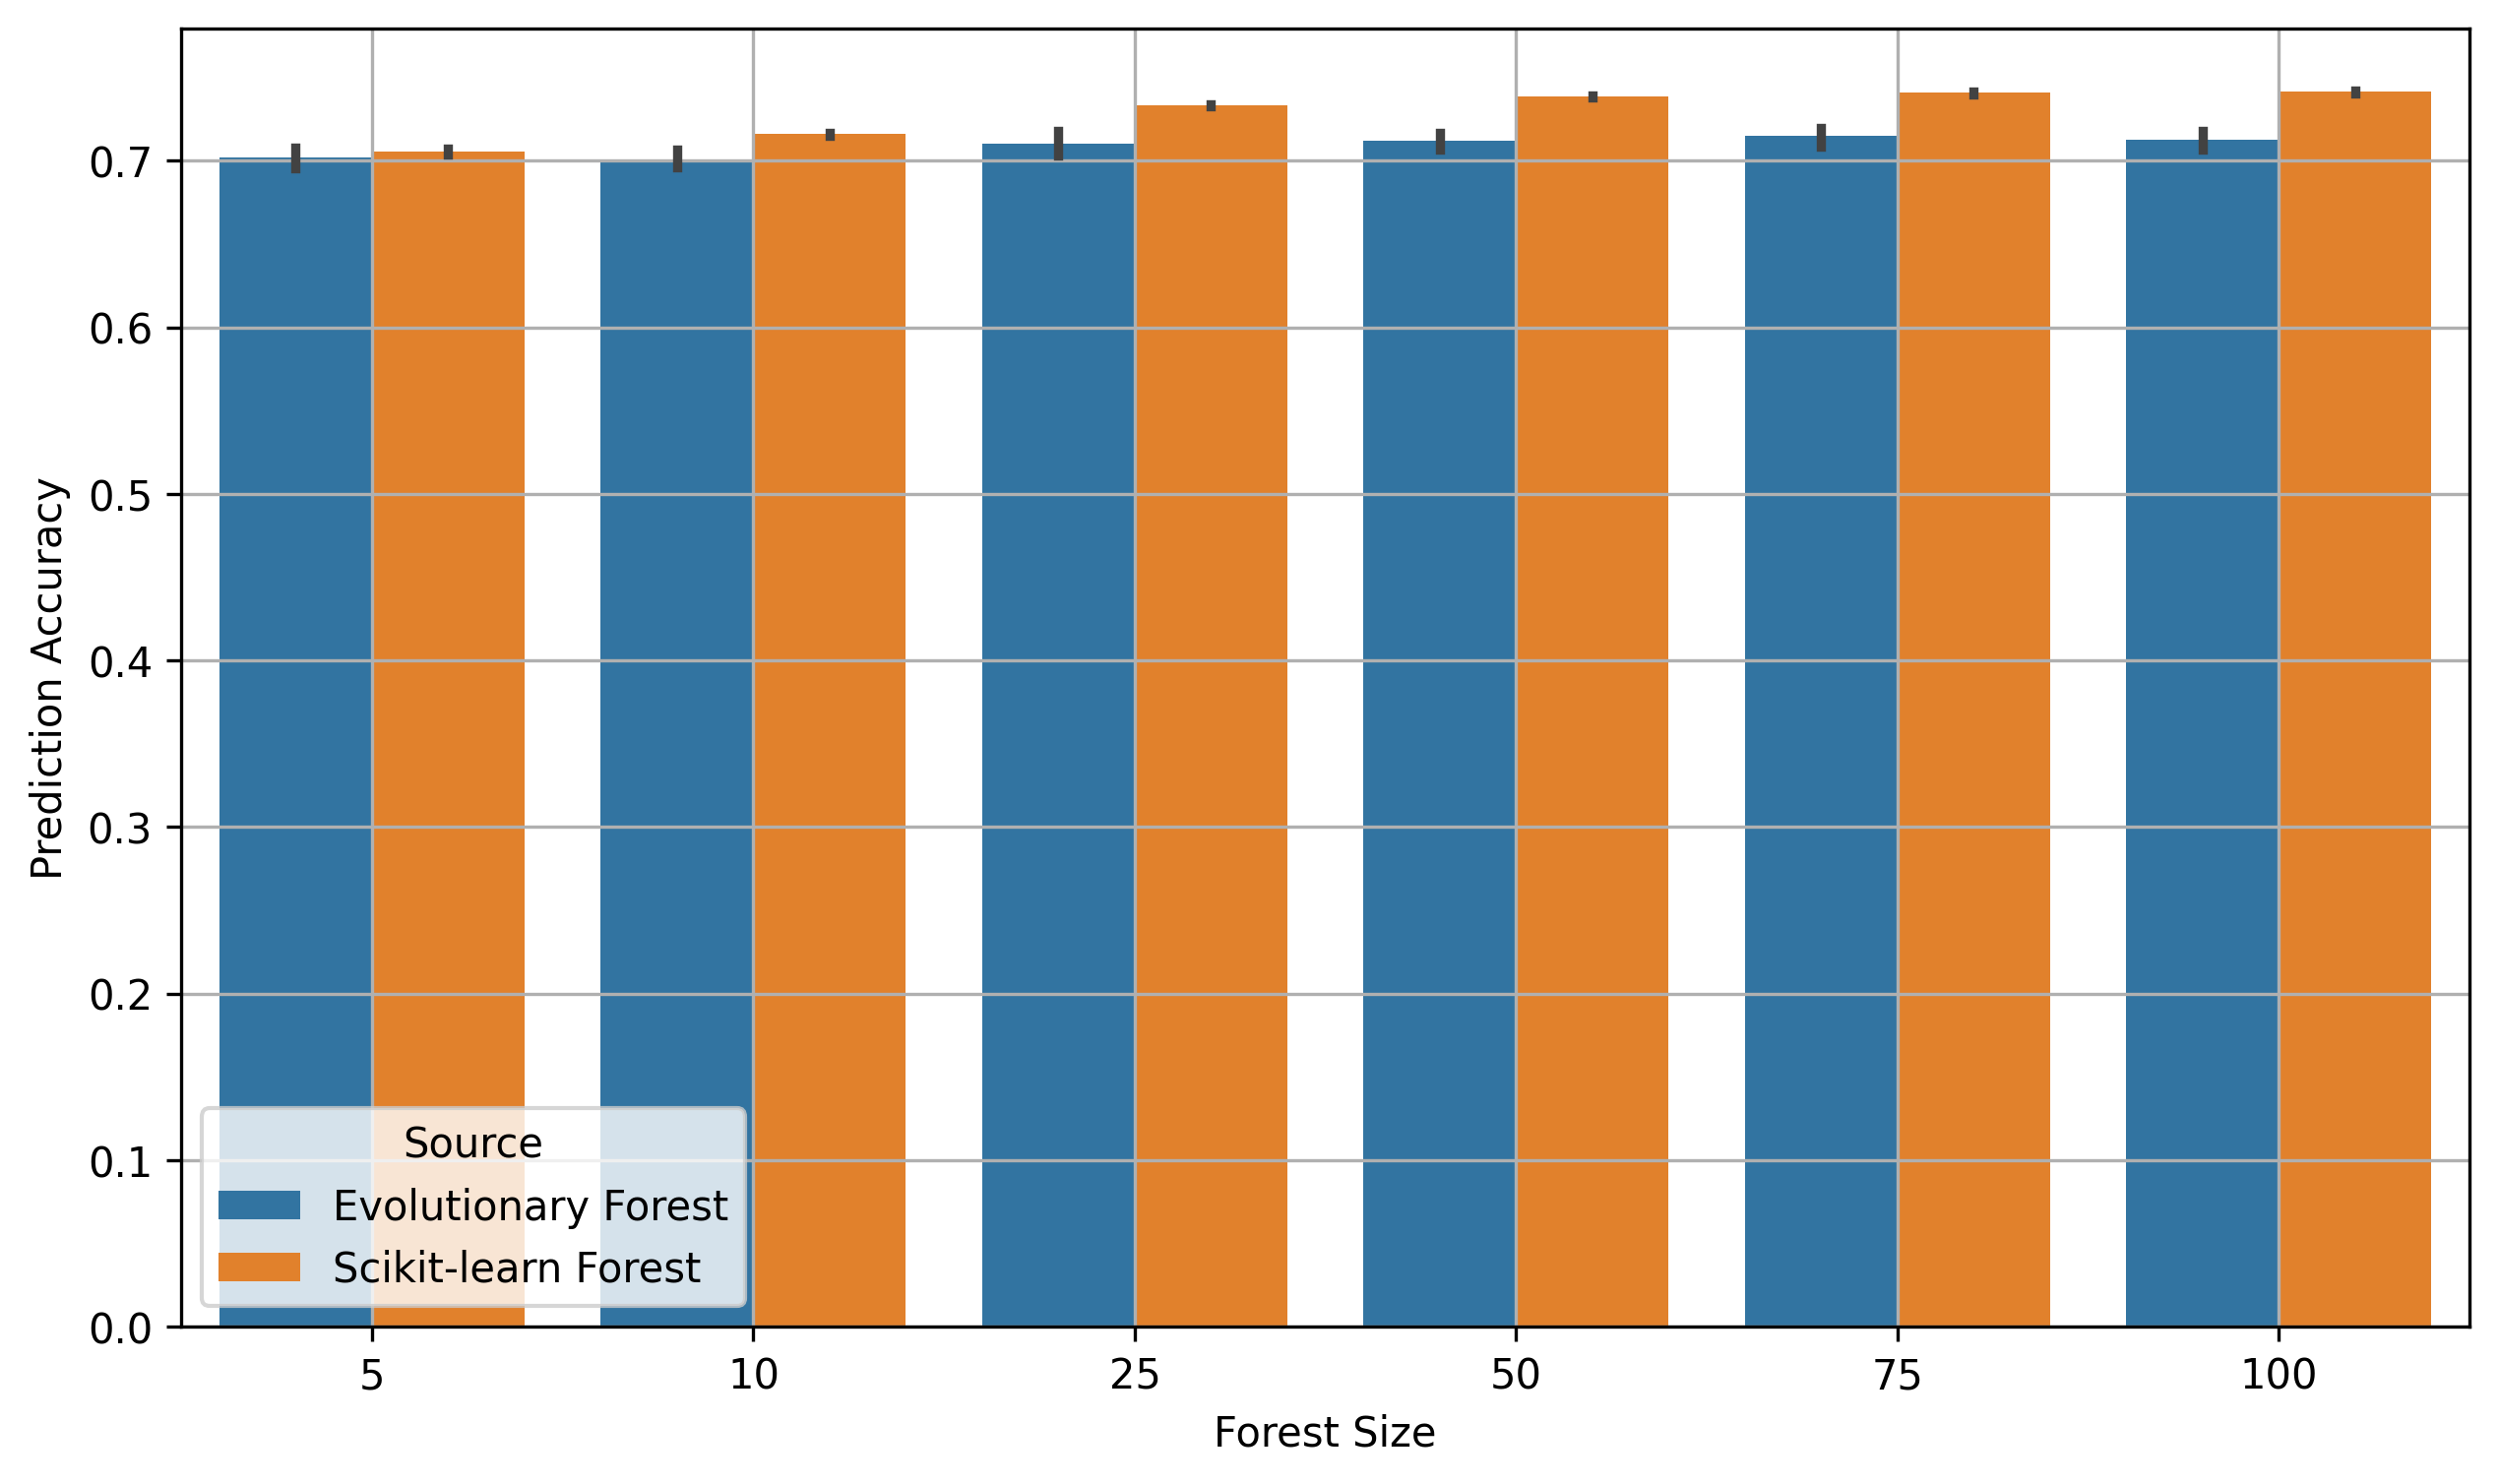 Prediction Accuracy
0.7
0.6
0.5
0.4
0.3
0.2
0.1
0.0
Source
Evolutionary Forest
Scikit-learn Forest
5 10 25 50 75 100
Forest Size